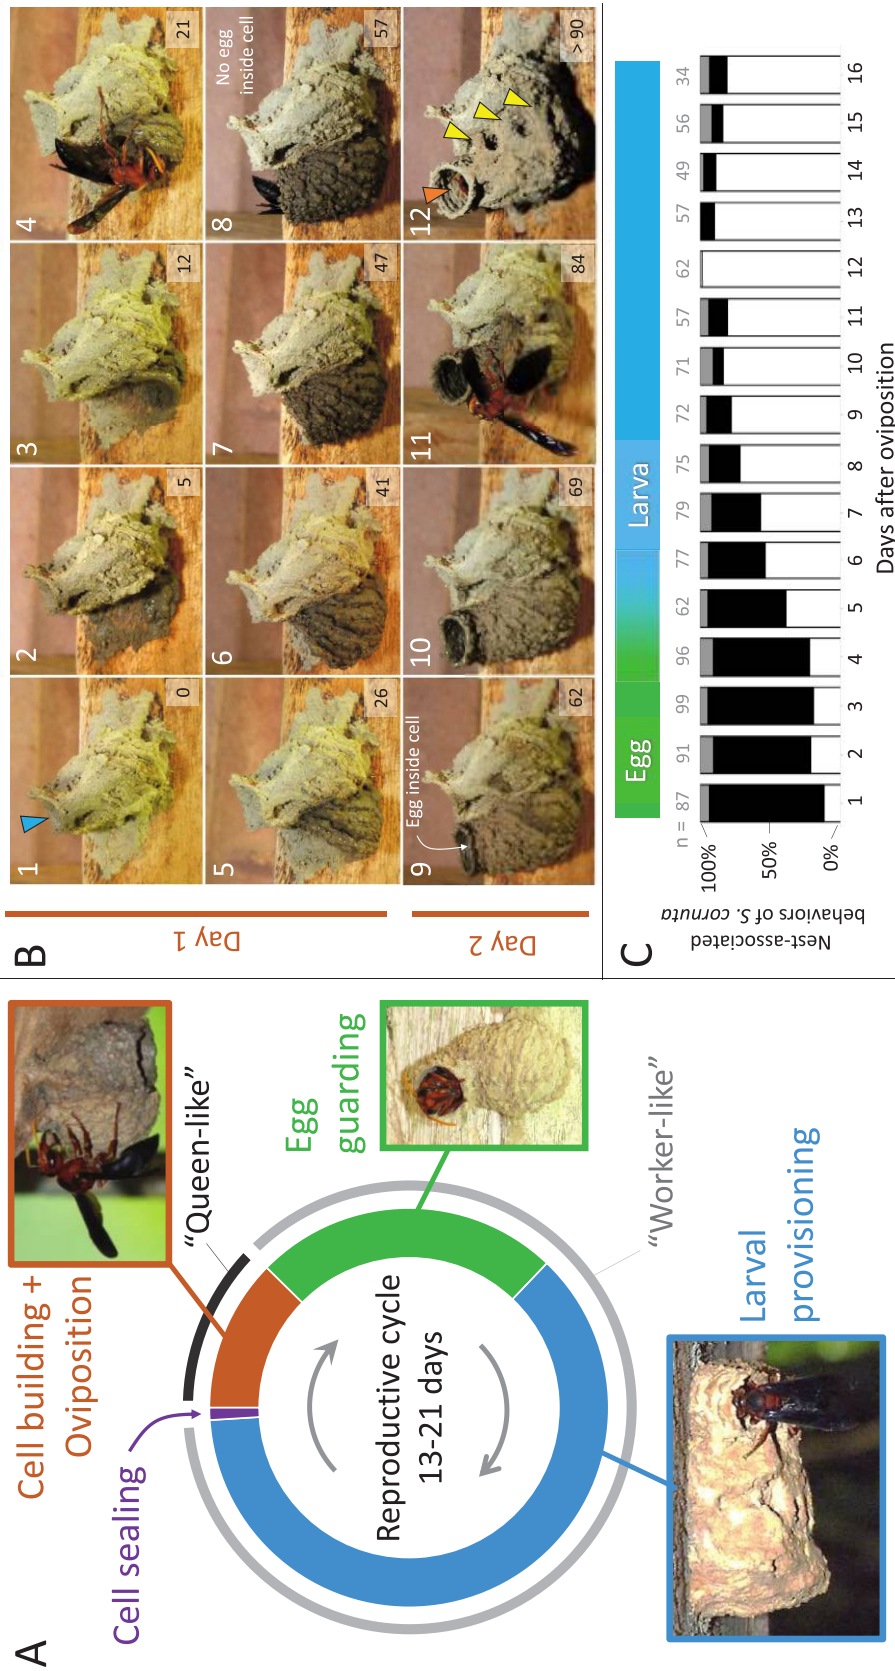 A
Cell building +
Oviposition
Cell sealing
“Queen-like”
Egg
guarding
Reproductive cycle
13-21 days
“Worker-like”
Larval
provisioning
B
Day 1
Day 2
1
0
2
5
3
12
4
21
5
26
6
41
7
47
8
No egg
inside cell
57
9
Egg inside cell
62
10
69
11
84
12
> 90
C
Egg
Larva
n = 87 91 99 96 62 77 79 75 72 71 57 62 57 49 56 34
100%
50%
0%
Nest-associated
behaviors of S. cornuta
1 2 3 4 5 6 7 8 9 10 11 12 13 14 15 16
Days after oviposition